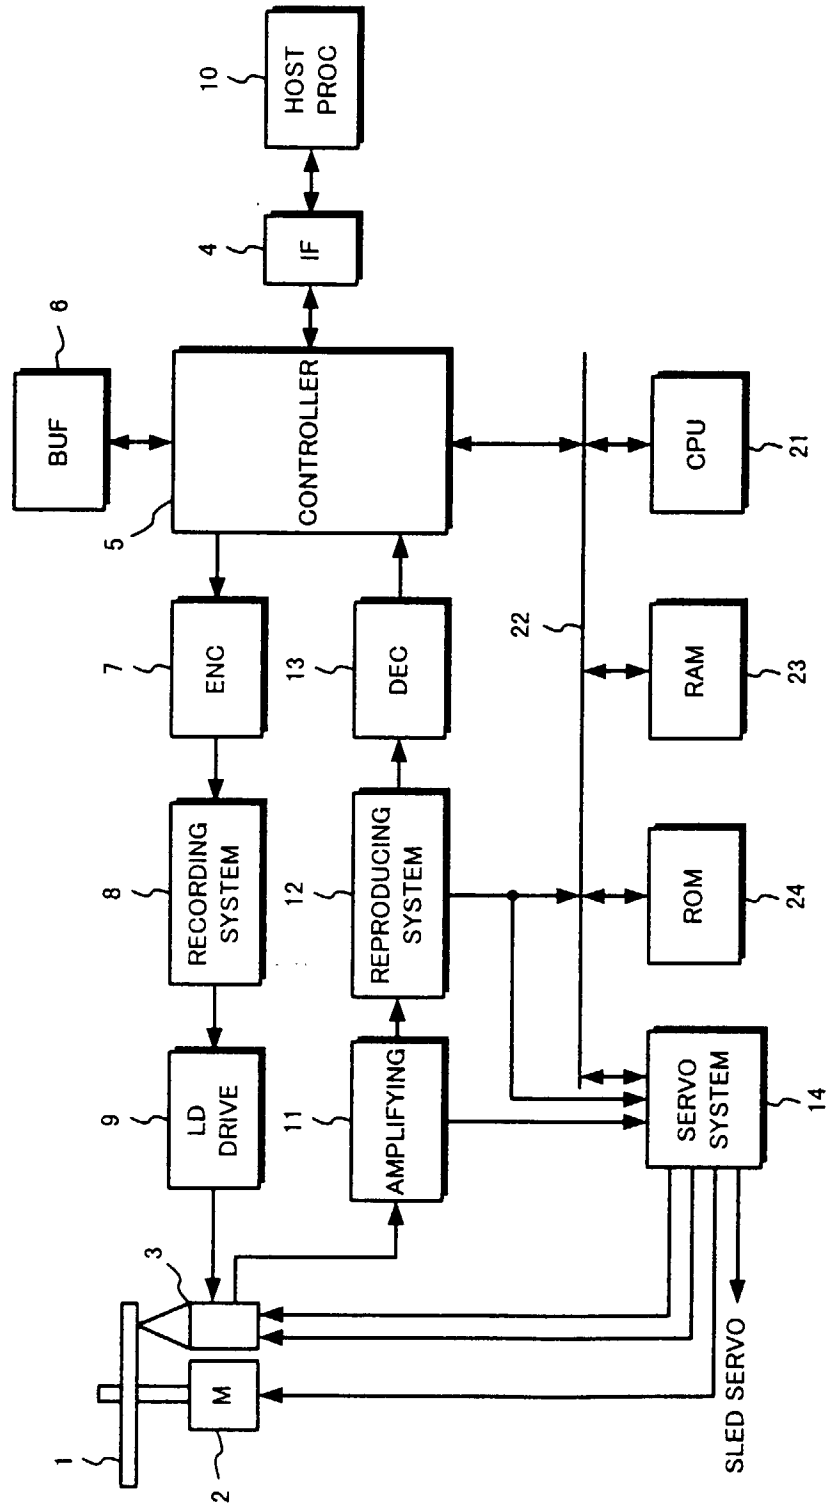 1
2
M
3
9
LD
DRIVE
8
RECORDING
SYSTEM
7
ENC
5
CONTROLLER
6
BUF
4
IF
10
HOST
PROC
11
AMPLIFYING
12
REPRODUCING
SYSTEM
13
DEC
22
SLED SERVO
SERVO
SYSTEM
14
ROM
24
RAM
23
CPU
21